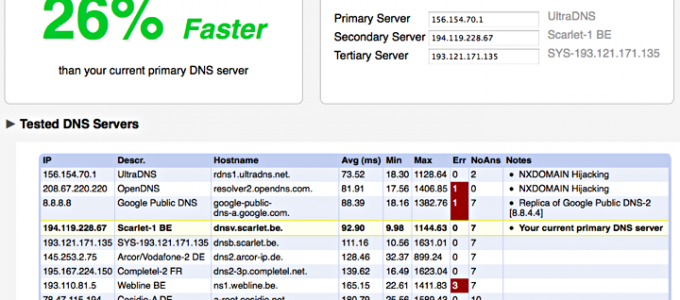 26% Faster
than your current primary DNS server
Primary Server 156.154.70.1 UltraDNS
Secondary Server 194.119.228.67 Scarlet-1 BE
Tertiary Server 193.121.171.135 SYS-193.121.171.135
▶ Tested DNS Servers
IP Descr. Hostname Avg (ms) Min Max Err NoAns Notes
156.154.70.1 UltraDNS rdns1.ultradns.net. 73.52 18.30 1128.64 0 2 • NXDOMAIN Hijacking
208.67.220.220 OpenDNS resolver2.opendns.com. 81.91 17.56 1406.85 1 0 • NXDOMAIN Hijacking
8.8.8.8 Google Public DNS google-public- 88.39 18.16 1382.76 1 7 • Replica of Google Public DNS-2
dns-a.google.com. [8.8.4.4]
194.119.228.67 Scarlet-1 BE dnsv.scarlet.be. 92.90 9.98 1144.63 0 7 • Your current primary DNS server
193.121.171.135 SYS-193.121.171.135 dnsb.scarlet.be. 111.16 10.56 1631.01 0 7
145.253.2.75 Arcor/Vodafone-2 DE dns2.arcor-ip.de. 128.46 32.37 899.24 0 7
195.167.224.150 Completel-2 FR dns2-3p.completel.net. 139.62 16.49 1623.04 0 7
193.110.81.5 Webline BE ns1.webline.be. 165.15 22.61 1411.83 3 7